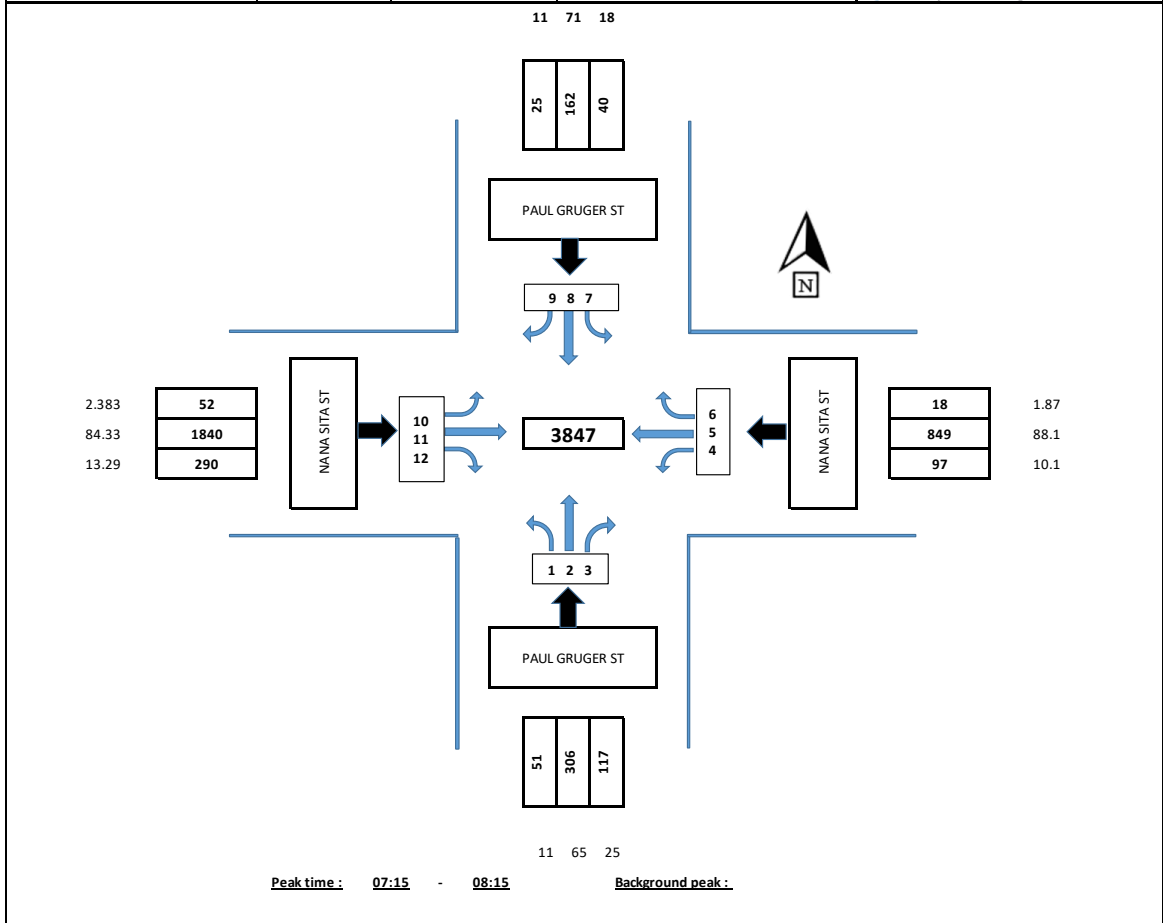 11 71 18
25 162 40
PAUL GRUGER ST
N
9 8 7
2.383 52
84.33 1840
13.29 290
NANA SITA ST
10
11
12
3847
6
5
4
NANA SITA ST
18 1.87
849 88.1
97 10.1
1 2 3
PAUL GRUGER ST
51 306 117
11 65 25
Peak time : 07:15 - 08:15 Background peak :